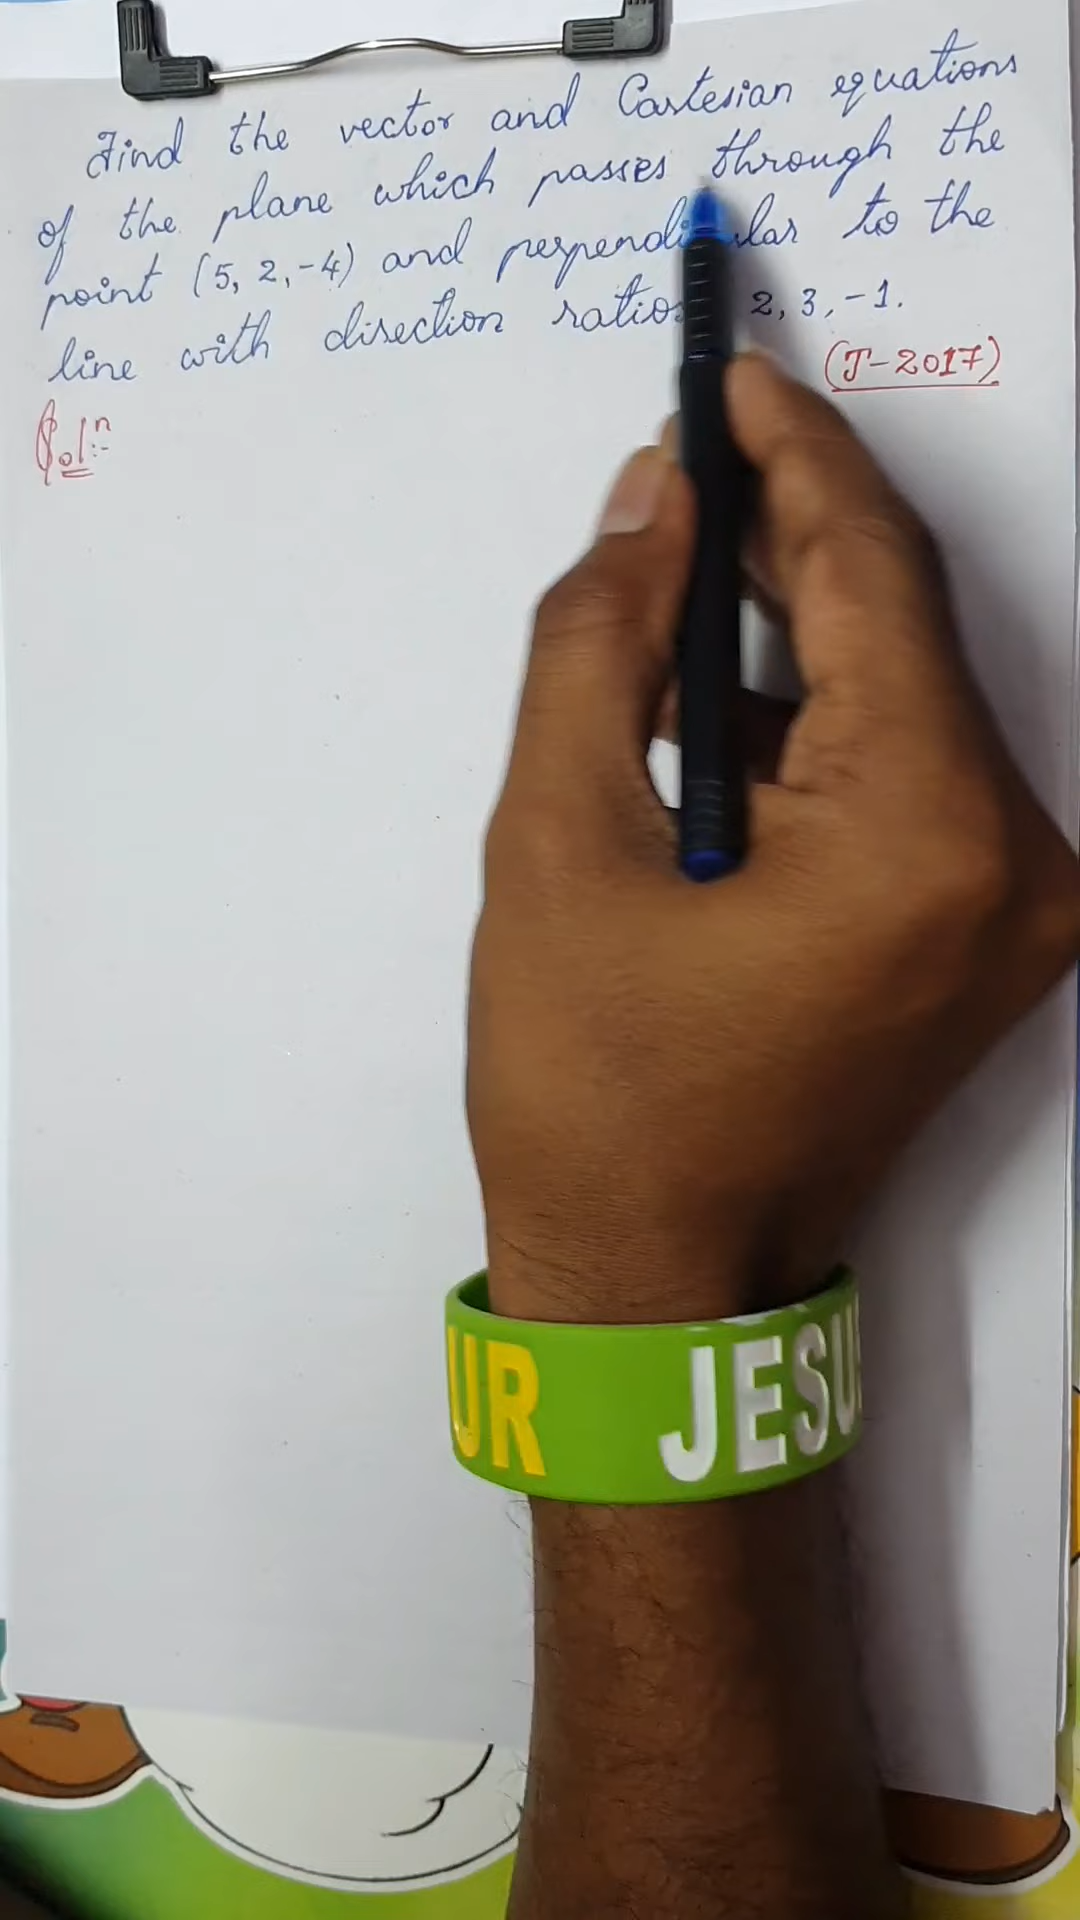 Find the vector and Cartesian equations
of the plane which passes through the
point (5, 2, -4) and perpendicular to the
line with direction ratios 2, 3, -1.
(J-2017)
Solⁿ:-
UR JESU